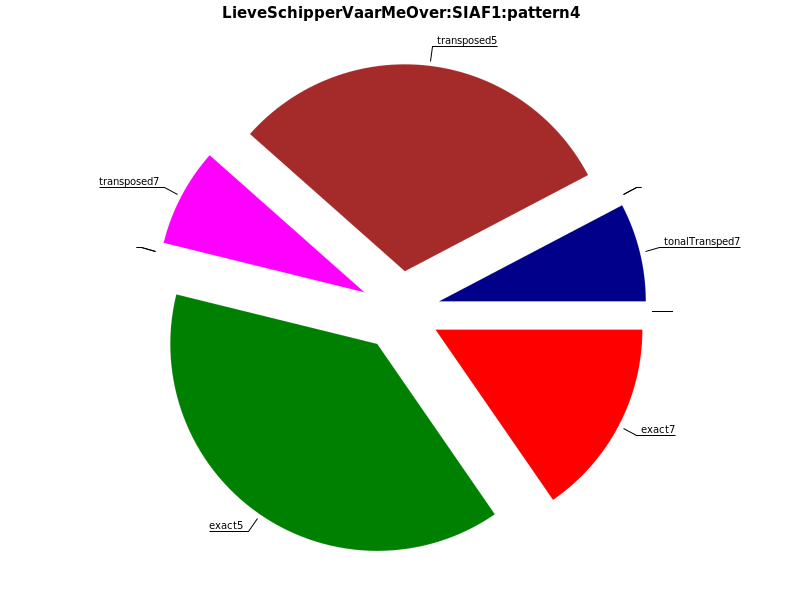 LieveSchipperVaarMeOver:SIAF1:pattern4
transposed5
transposed7
tonalTransped7
exact7
exact5